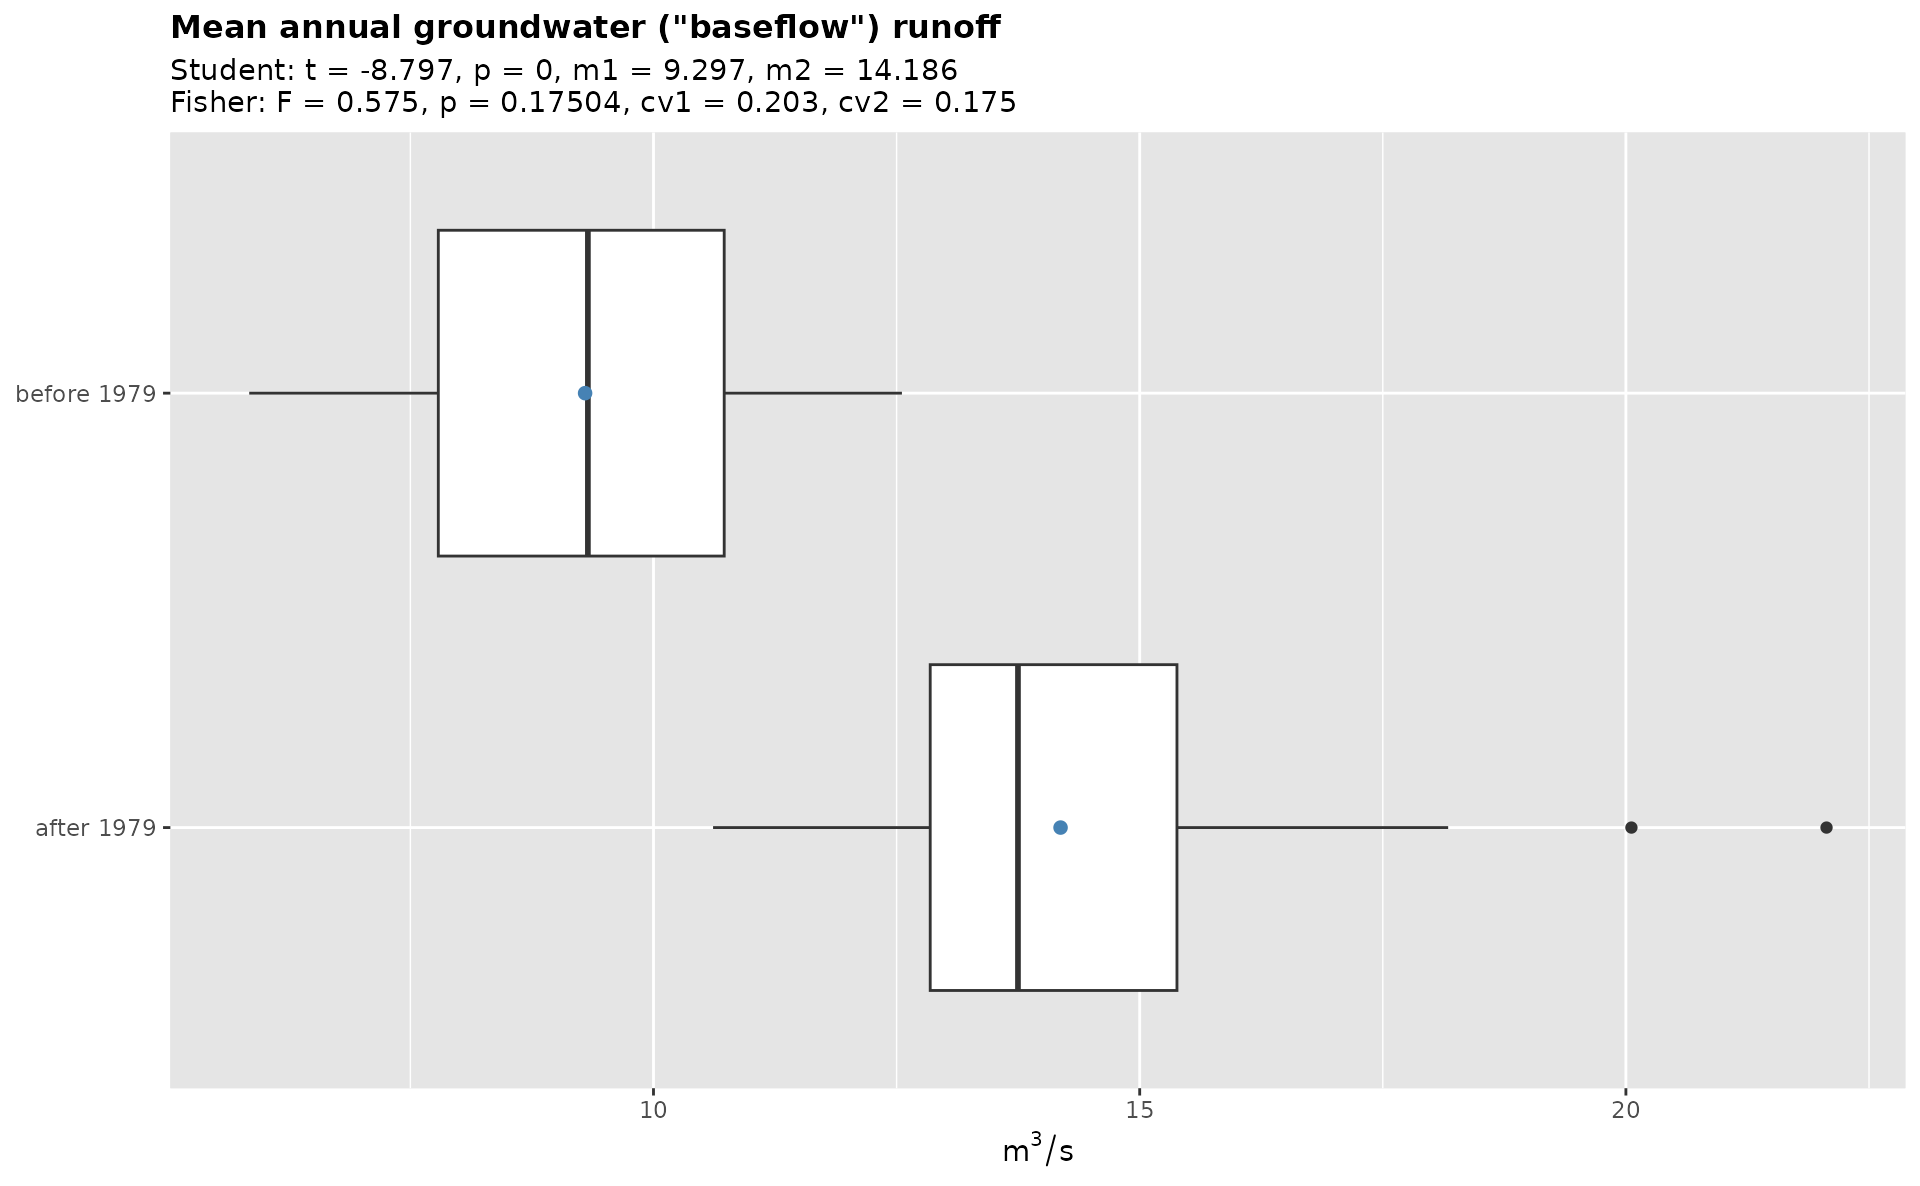 Mean annual groundwater ("baseflow") runoff
Student: t = -8.797, p = 0, m1 = 9.297, m2 = 14.186
Fisher: F = 0.575, p = 0.17504, cv1 = 0.203, cv2 = 0.175
before 1979
after 1979
10 15 20
m³/s